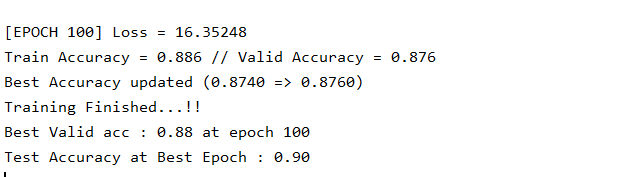 [EPOCH 100] Loss = 16.35248
Train Accuracy = 0.886 // Valid Accuracy = 0.876
Best Accuracy updated (0.8740 => 0.8760)
Training Finished...!!
Best Valid acc : 0.88 at epoch 100
Test Accuracy at Best Epoch : 0.90